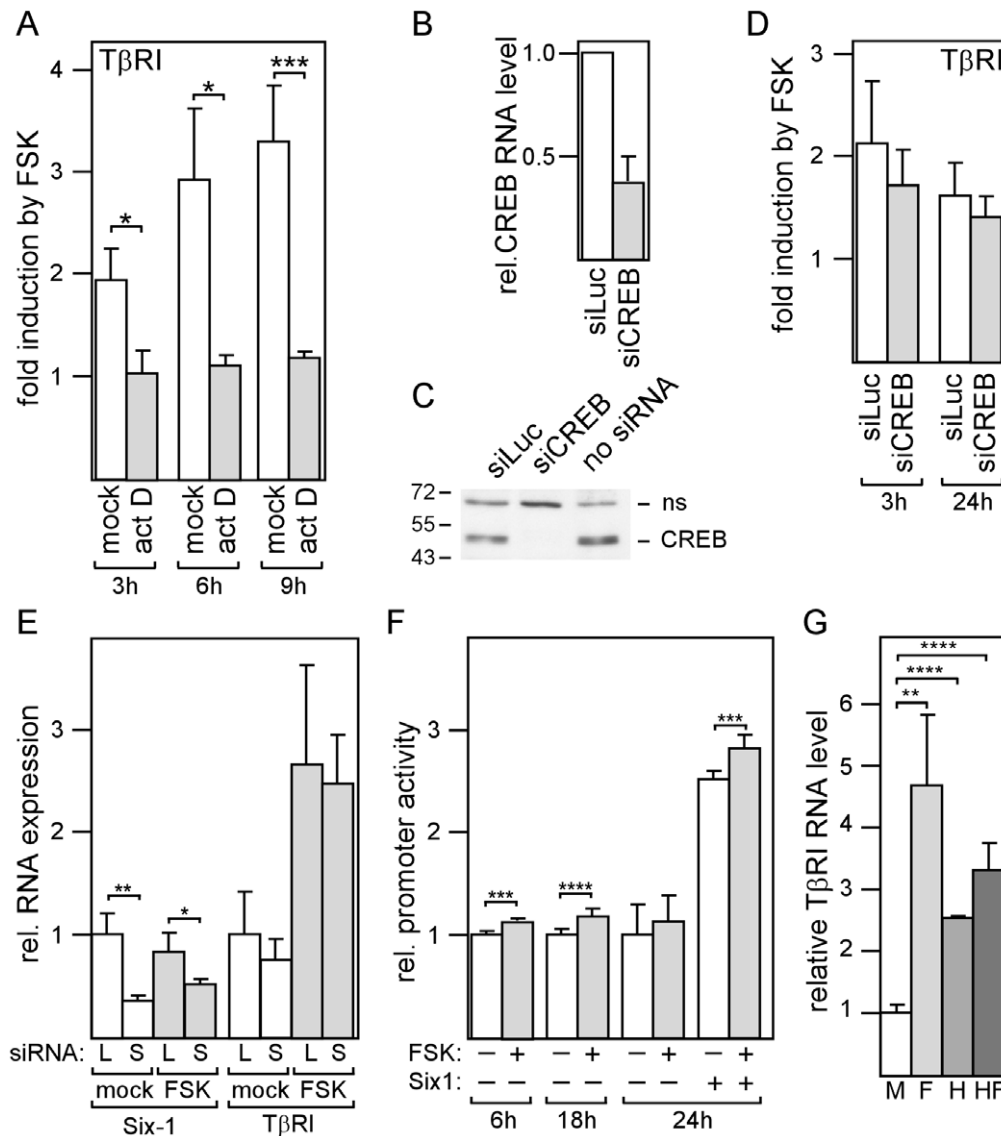 A
TβRI
fold induction by FSK
4
3
2
1
*
*
***
mock
act D
mock
act D
mock
act D
3h
6h
9h
B
rel. CREB RNA level
1.0
0.5
siLuc
siCREB
C
siLuc
siCREB
no siRNA
72
55
43
ns
CREB
D
TβRI
fold induction by FSK
3
2
1
siLuc
siCREB
siLuc
siCREB
3h
24h
E
rel. RNA expression
3
2
1
**
*
siRNA: L S L S L S L S
mock FSK mock FSK
Six-1 TβRI
F
rel. promoter activity
3
2
1
***
****
***
FSK: – + – + – + – +
Six1: – – – – – – + +
6h 18h 24h
G
relative TβRI RNA level
6
5
4
3
2
1
****
****
**
M F H HF